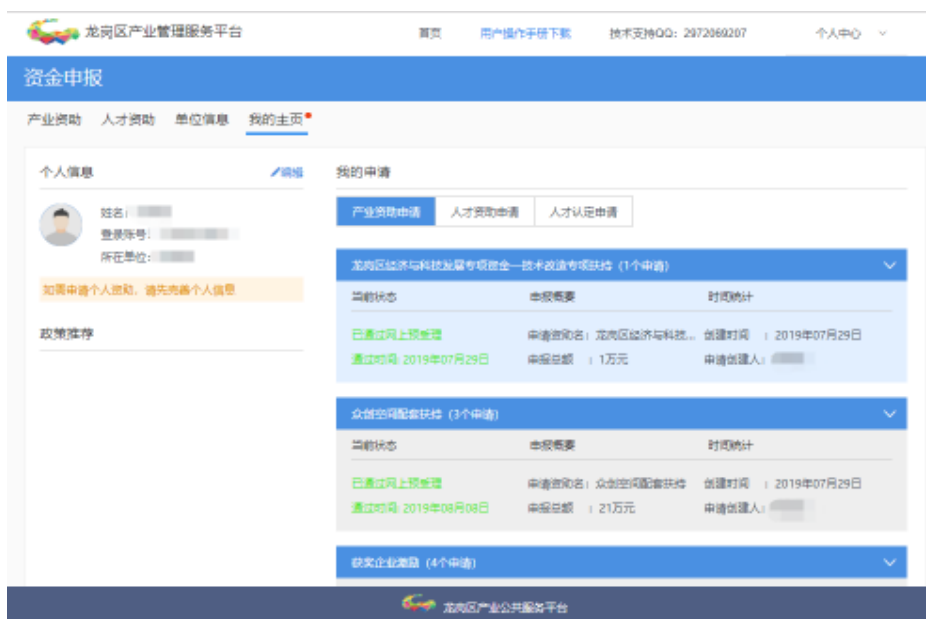 龙岗区产业管理服务平台 首页 用户操作手册下载 技术支持QQ: 2972069207 个人中心
资金申报
产业资助 人才资助 单位信息 我的主页
个人信息 编辑
姓名:
登录账号:
所在单位:
如需申请个人资助，请先完善个人信息
政策推荐
我的申请
产业资助申请 人才资助申请 人才认定申请
龙岗区经济与科技发展专项资金—技术改造专项扶持 (1个申请)
当前状态 申报概要 时间统计
已通过网上预受理 申请资助名: 龙岗区经济与科技... 创建时间 : 2019年07月29日
通过时间: 2019年07月29日 申报总额 : 1万元 申请创建人:
众创空间配套扶持 (3个申请)
当前状态 申报概要 时间统计
已通过网上预受理 申请资助名: 众创空间配套扶持 创建时间 : 2019年07月29日
通过时间: 2019年08月08日 申报总额 : 21万元 申请创建人:
获奖企业激励 (4个申请)
龙岗区产业公共服务平台